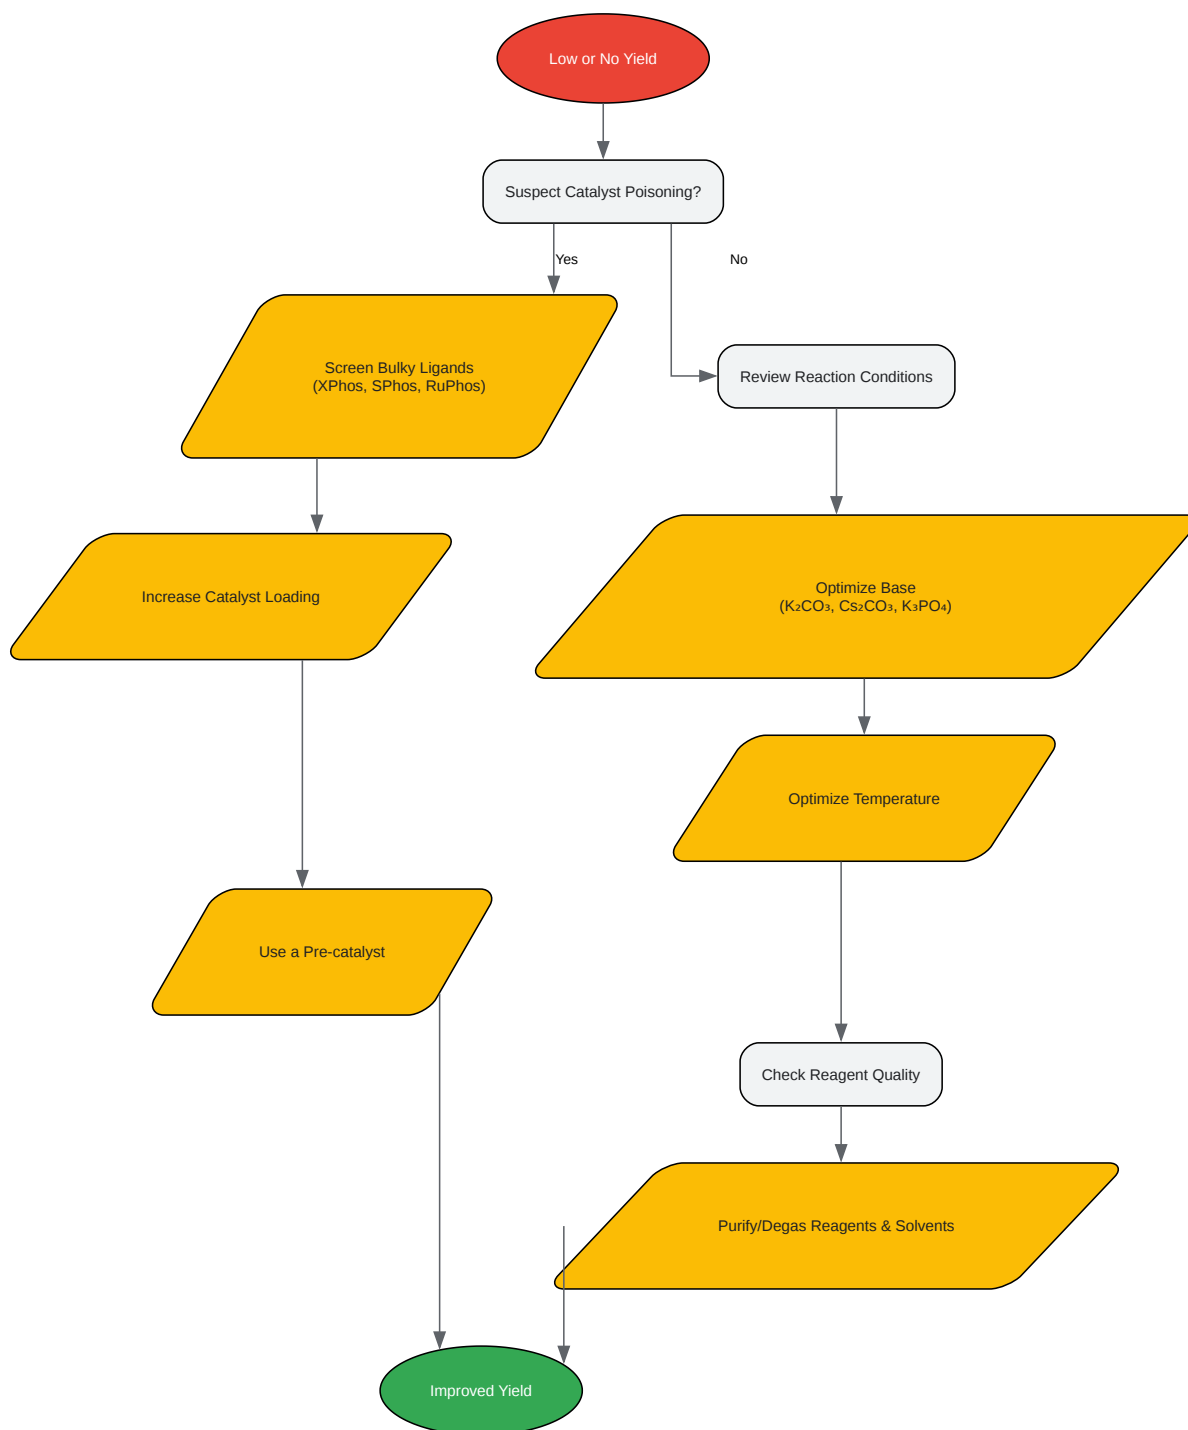 Low or No Yield
Suspect Catalyst Poisoning?
Yes
No
Screen Bulky Ligands
(XPhos, SPhos, RuPhos)
Review Reaction Conditions
Increase Catalyst Loading
Optimize Base
(K₂CO₃, Cs₂CO₃, K₃PO₄)
Optimize Temperature
Use a Pre-catalyst
Check Reagent Quality
Purify/Degas Reagents & Solvents
Improved Yield